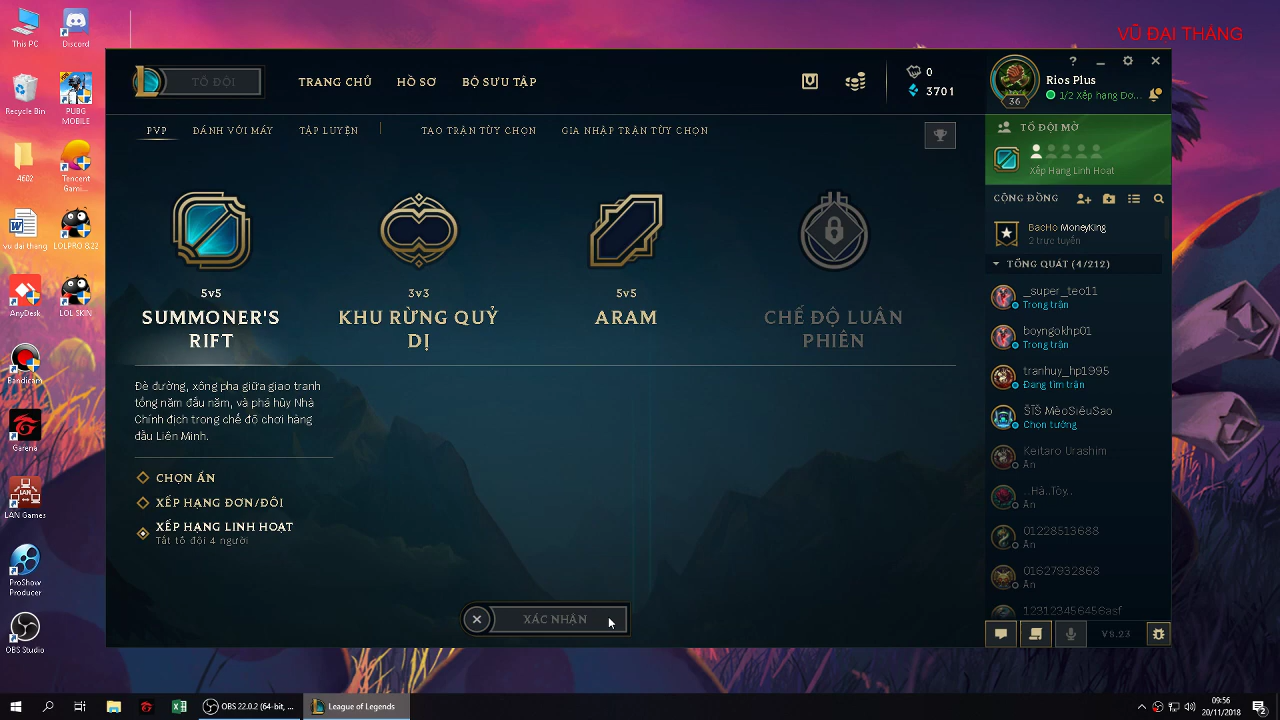 VŨ ĐẠI THẮNG
This PC
Discord
Recycle Bin
PUBG
MOBILE
4602
Tencent
Gami...
vu dai thang
LOLPRO 8.22
AnyDesk
LOL SKIN
Bandicam
Garena
LAN Games
ProShow
Producer
OBS Studio
TỔ ĐỘI
TRANG CHỦ
HỒ SƠ
BỘ SƯU TẬP
0
3701
36
Rios Plus
1/2 Xếp hạng Đơ...
PVP
ĐÁNH VỚI MÁY
TẬP LUYỆN
TẠO TRẬN TÙY CHỌN
GIA NHẬP TRẬN TÙY CHỌN
5v5
SUMMONER'S
RIFT
3v3
KHU RỪNG QUỶ
DỊ
5v5
ARAM
CHẾ ĐỘ LUÂN
PHIÊN
Đè đường, xông pha giữa giao tranh
tổng năm đấu năm, và phá hủy Nhà
Chính địch trong chế độ chơi hàng
đầu Liên Minh.
CHỌN ẨN
XẾP HẠNG ĐƠN/ĐÔI
XẾP HẠNG LINH HOẠT
Tắt tổ đội 4 người
XÁC NHẬN
TỔ ĐỘI MỞ
Xếp Hạng Linh Hoạt
CỘNG ĐỒNG
BacHo MoneyKing
2 trực tuyến
TỔNG QUÁT (4/212)
_super_teo11
Trong trận
boyngokhp01
Trong trận
tranhuy_hp1995
Đang tìm trận
ŠĨŠ MèoSiêuSao
Chọn tướng
Keitaro Urashim
Ẩn
..Hâ..Tòy..
Ẩn
01228513688
Ẩn
01627932868
Ẩn
123123456456asf
V8.23
OBS 22.0.2 (64-bit, ...
League of Legends
09:56
20/11/2018
2